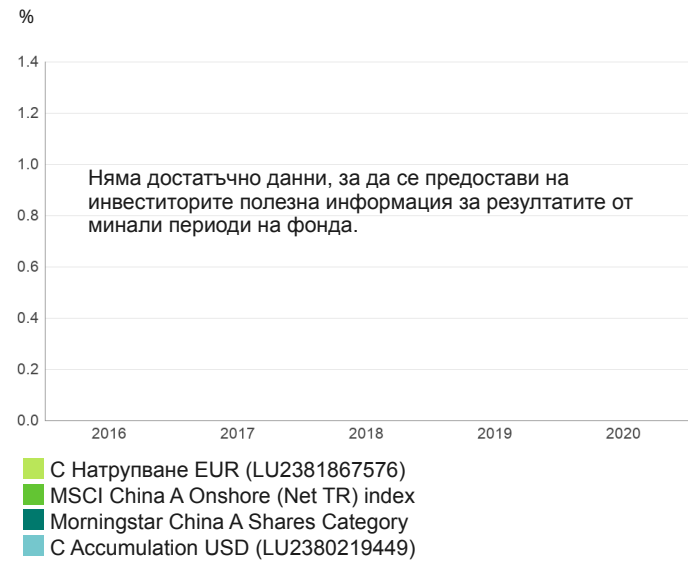 %
1.4
1.2
1.0
Няма достатъчно данни, за да се предостави на
инвеститорите полезна информация за резултатите от
0.8
минали периоди на фонда.
0.6
0.4
0.2
0.0
2016 2017 2018 2019 2020
С Натрупване EUR (LU2381867576)
MSCI China A Onshore (Net TR) index
Morningstar China A Shares Category
C Accumulation USD (LU2380219449)